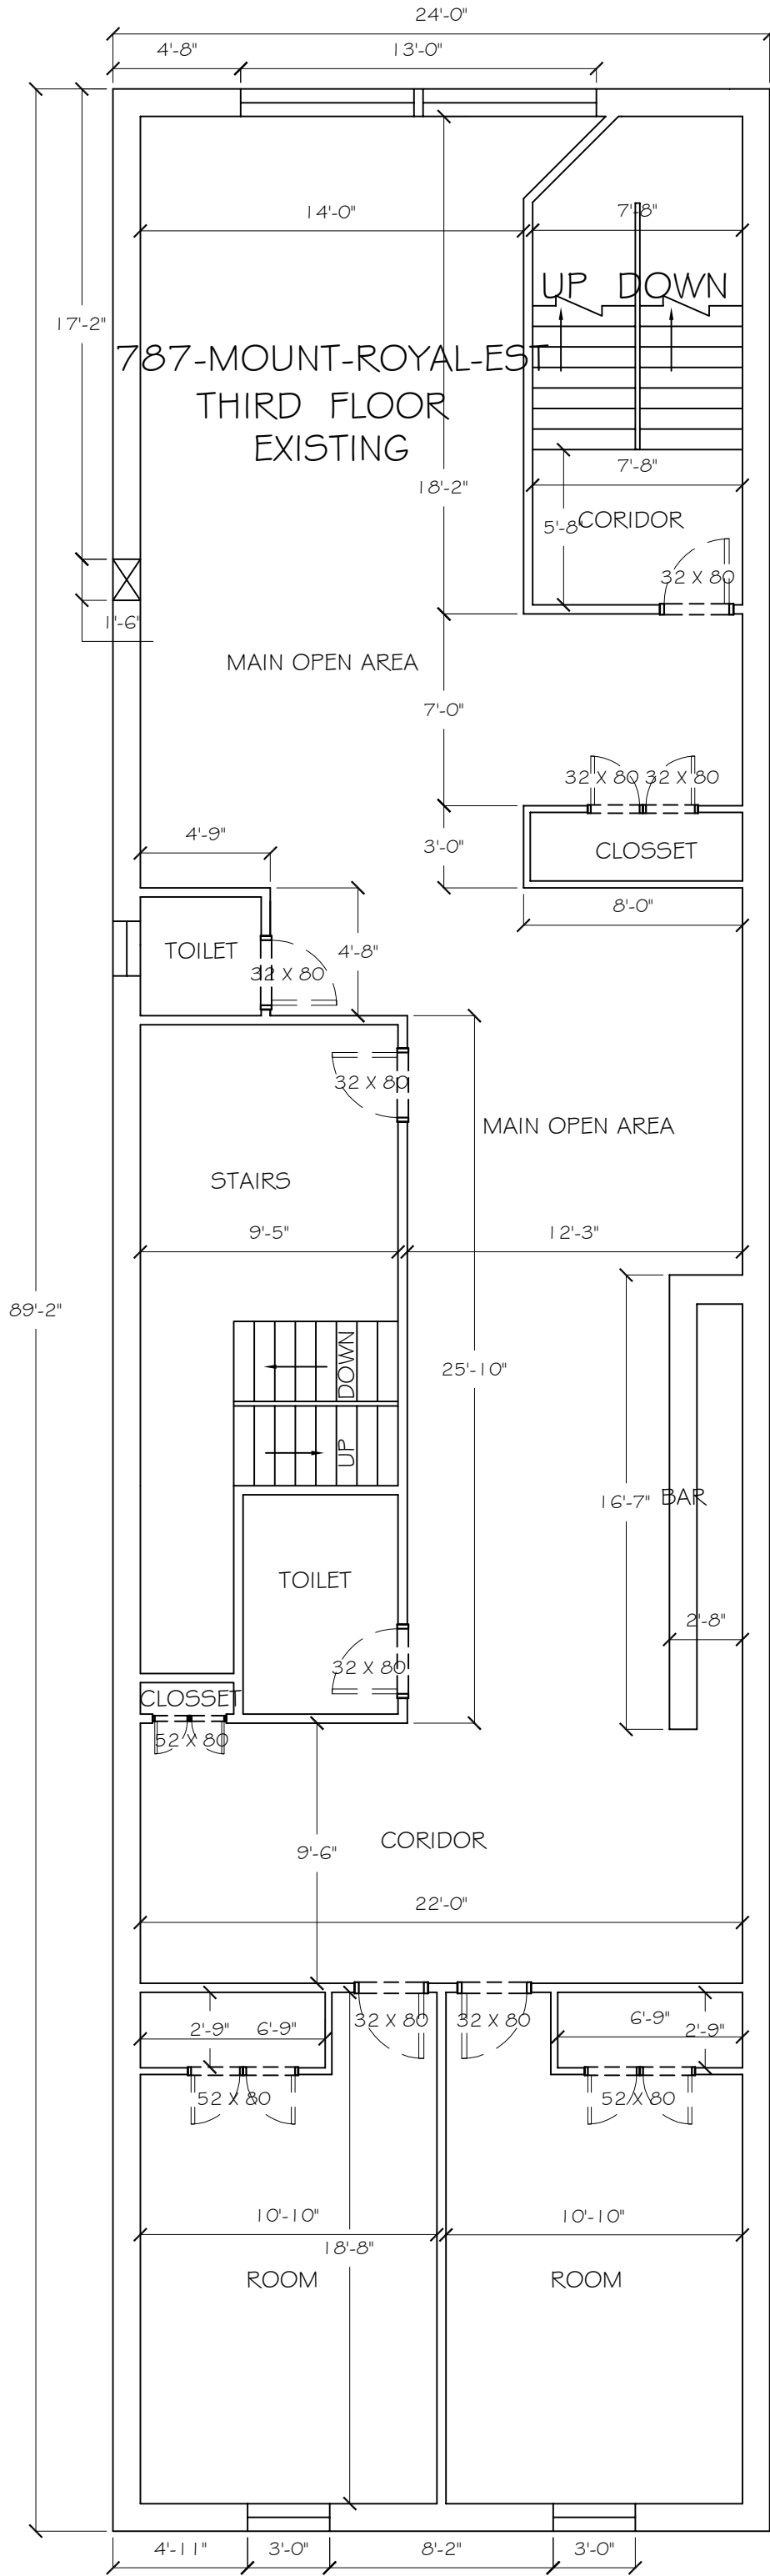 24'-0"
4'-8"
13'-0"
14'-0"
7'-8"
UP DOWN
17'-2"
787-MOUNT-ROYAL-EST
THIRD FLOOR
EXISTING
18'-2"
7'-8"
5'-8"
CORIDOR
32 X 80
1'-6"
MAIN OPEN AREA
7'-0"
32 X 80 32 X 80
4'-9"
3'-0"
CLOSSET
8'-0"
TOILET
4'-8"
32 X 80
32 X 80
MAIN OPEN AREA
STAIRS
9'-5"
12'-3"
89'-2"
DOWN
25'-10"
UP
16'-7"
BAR
TOILET
2'-8"
32 X 80
CLOSSET
52 X 80
CORIDOR
9'-6"
22'-0"
2'-9"
6'-9"
32 X 80
32 X 80
6'-9"
2'-9"
52 X 80
52 X 80
10'-10"
10'-10"
18'-8"
ROOM
ROOM
4'-11"
3'-0"
8'-2"
3'-0"